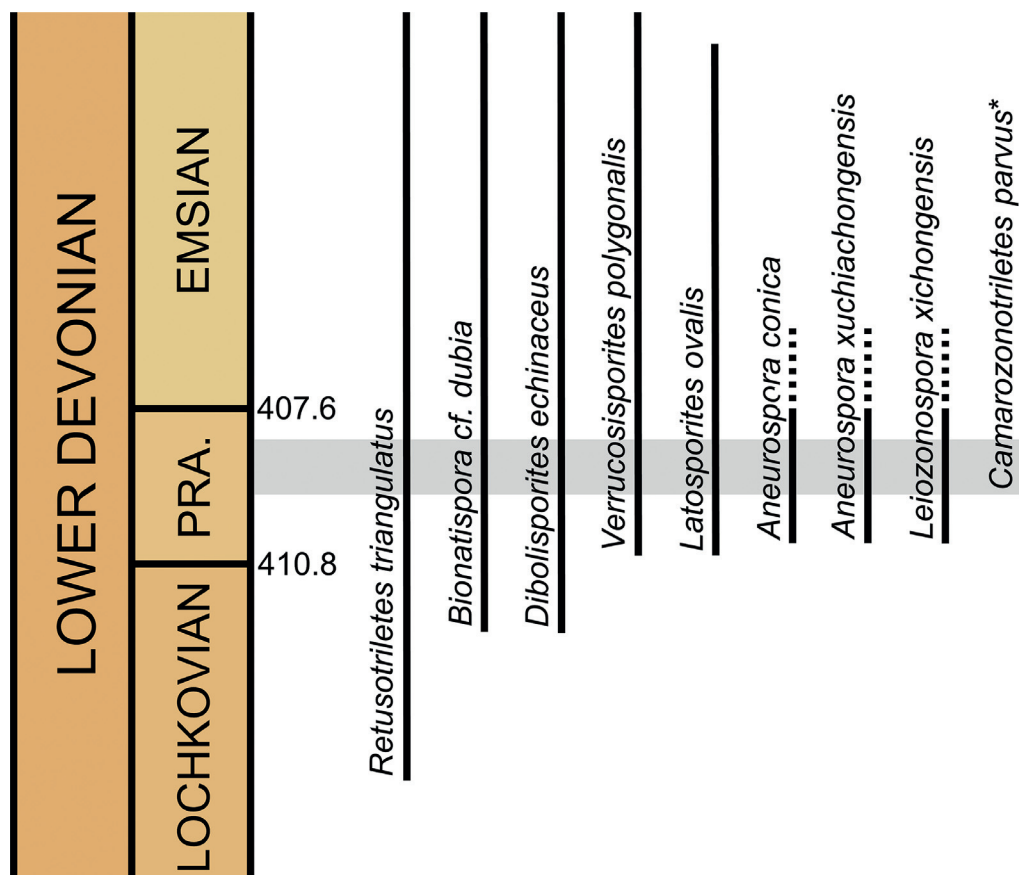 LOWER DEVONIAN
EMSIAN
PRA.
LOCHKOVIAN
407.6
410.8
Retusotriletes triangulatus
Bionatispora cf. dubia
Dibolisporites echinaceus
Verrucosisporites polygonalis
Latosporites ovalis
Aneurospora conica
Aneurospora xuchiachongensis
Leiozonospora xichongensis
Camarozonotriletes parvus*